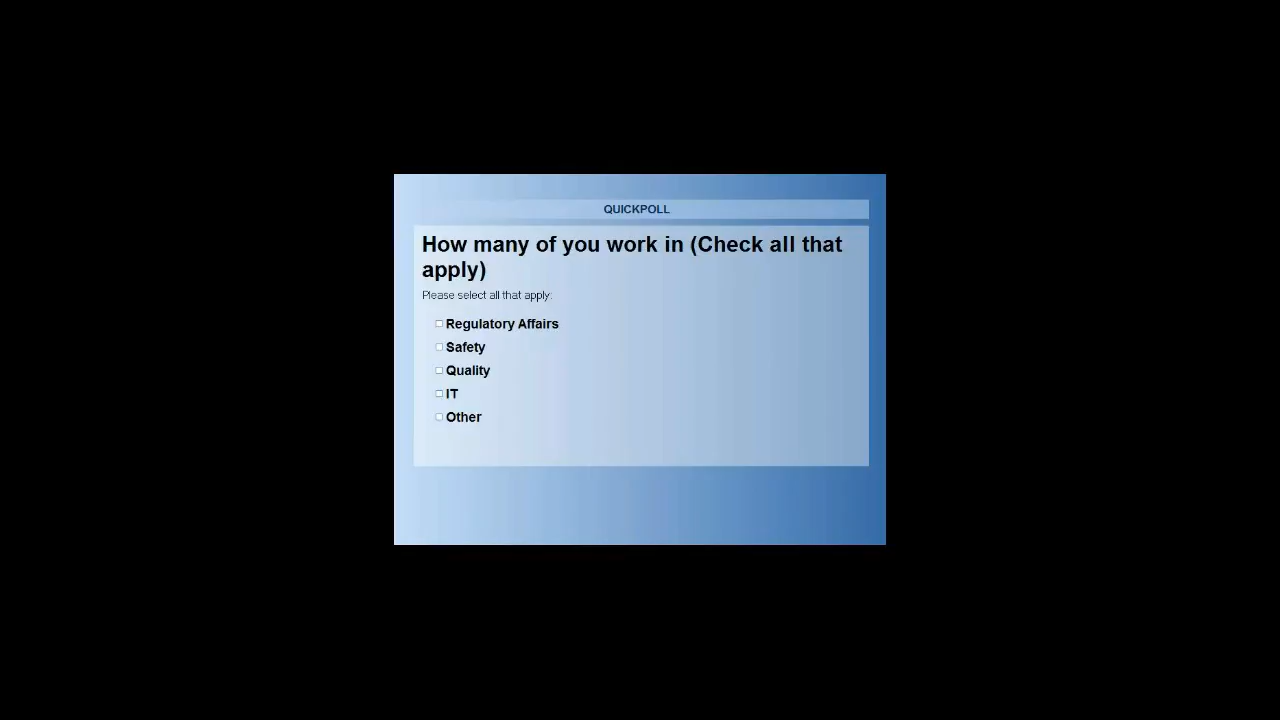 QUICKPOLL
How many of you work in (Check all that
apply)
Please select all that apply:
Regulatory Affairs
Safety
Quality
IT
Other